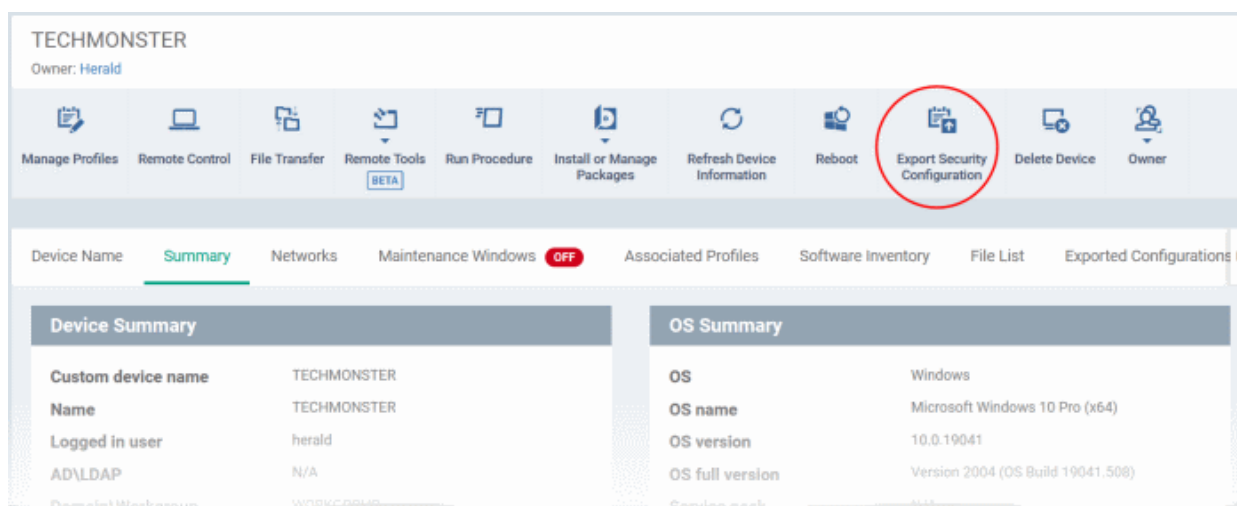 TECHMONSTER
Owner: Herald
Manage Profiles
Remote Control
File Transfer
Remote Tools
BETA
Run Procedure
Install or Manage
Packages
Refresh Device
Information
Reboot
Export Security
Configuration
Delete Device
Owner
Device Name
Summary
Networks
Maintenance Windows OFF
Associated Profiles
Software Inventory
File List
Exported Configurations
Device Summary
Custom device name TECHMONSTER
Name TECHMONSTER
Logged in user herald
AD\LDAP N/A
OS Summary
OS Windows
OS name Microsoft Windows 10 Pro (x64)
OS version 10.0.19041
OS full version Version 2004 (OS Build 19041.508)